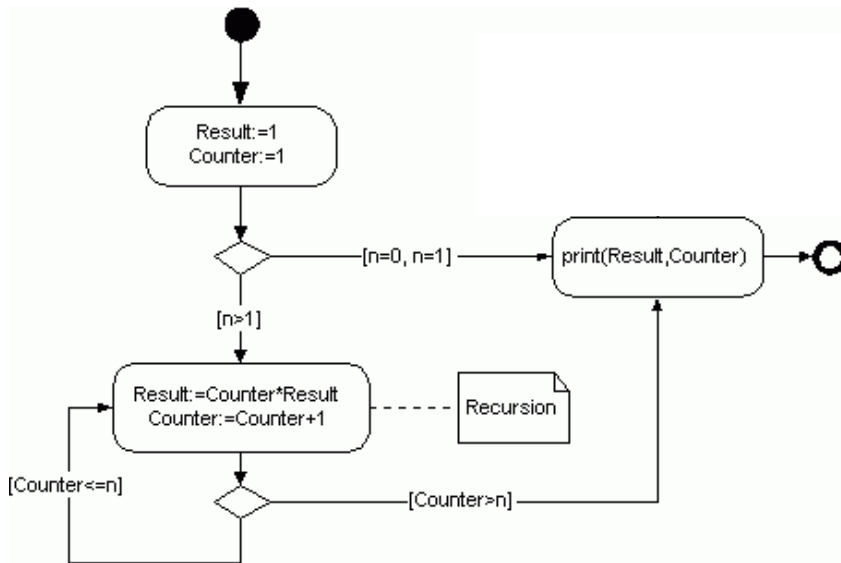 Result:=1
Counter:=1
[n=0, n=1]
print(Result,Counter)
[n>1]
Result:=Counter*Result
Counter:=Counter+1
Recursion
[Counter<=n]
[Counter>n]